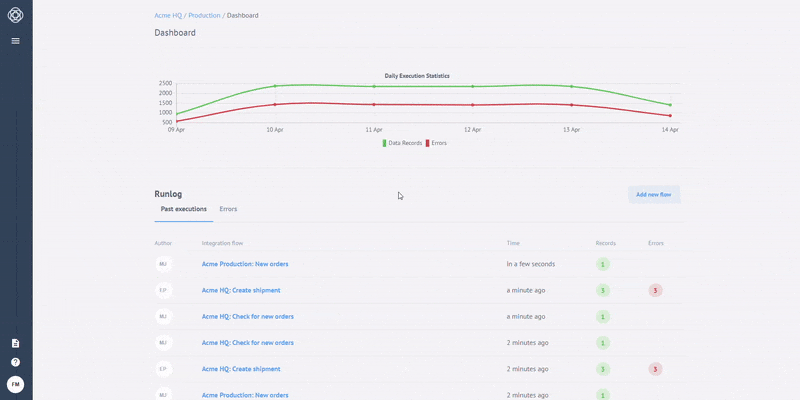 Acme HQ / Production / Dashboard
Dashboard
Daily Execution Statistics
2500
2000
1500
1000
500
09 Apr 10 Apr 11 Apr 12 Apr 13 Apr 14 Apr
Data Records Errors
Runlog
Add new flow
Past executions Errors
Author Integration flow Time Records Errors
MJ Acme Production: New orders In a few seconds 1
EP Acme HQ: Create shipment a minute ago 3 3
MJ Acme HQ: Check for new orders a minute ago 1
MJ Acme HQ: Check for new orders 2 minutes ago 1
EP Acme HQ: Create shipment 2 minutes ago 3 3
MJ Acme Production: New orders 2 minutes ago 1
FM